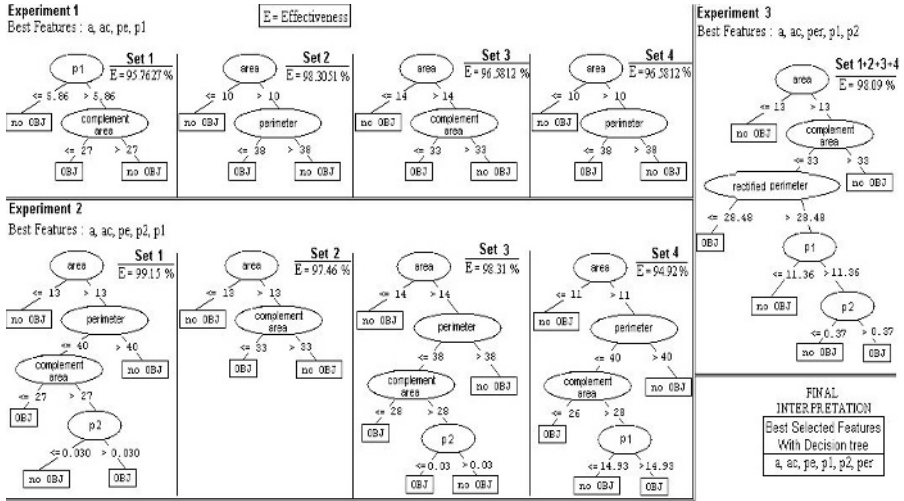 Experiment 1
Best Features : a, ac, pe, p1
E = Effectiveness
Set 1
E = 95.7627 %
p1
<= 5.86 > 5.86
no OBJ
complement area
<= 27 > 27
OBJ no OBJ
Set 2
E = 98.3051 %
area
<= 10 > 10
no OBJ
perimeter
<= 38 > 38
OBJ no OBJ
Set 3
E = 96.5812 %
area
<= 14 > 14
no OBJ
complement area
<= 33 > 33
OBJ no OBJ
Set 4
E = 96.5812 %
area
<= 10 > 10
no OBJ
perimeter
<= 38 > 38
OBJ no OBJ
Experiment 2
Best Features : a, ac, pe, p2, p1
Set 1
E = 99.15 %
area
<= 13 > 13
no OBJ
perimeter
<= 40 > 40
complement area
no OBJ
<= 27 > 27
OBJ
p2
<=0.030 >0.030
no OBJ OBJ
Set 2
E = 97.46 %
area
<= 13 > 13
no OBJ
complement area
<= 33 > 33
OBJ no OBJ
Set 3
E = 98.31 %
area
<= 14 > 14
no OBJ
perimeter
<= 38 > 38
complement area
no OBJ
<= 28 > 28
OBJ
p2
<=0.03 >0.03
no OBJ OBJ
Set 4
E = 94.92%
area
<= 11 > 11
no OBJ
perimeter
<= 40 > 40
complement area
no OBJ
<= 26 > 28
OBJ
p1
<=14.93 >14.93
no OBJ OBJ
Experiment 3
Best Features : a, ac, per, p1, p2
Set 1+2+3+4
E = 98.09 %
area
<= 13 > 13
no OBJ
complement area
<= 33 > 33
rectified perimeter
no OBJ
<= 28.48 > 28.48
OBJ
p1
<=11.36 >11.36
no OBJ
p2
<=0.37 > 0.37
no OBJ OBJ
FINAL
INTERPRETATION
Best Selected Features
With Decision tree
a, ac, pe, p1, p2, per